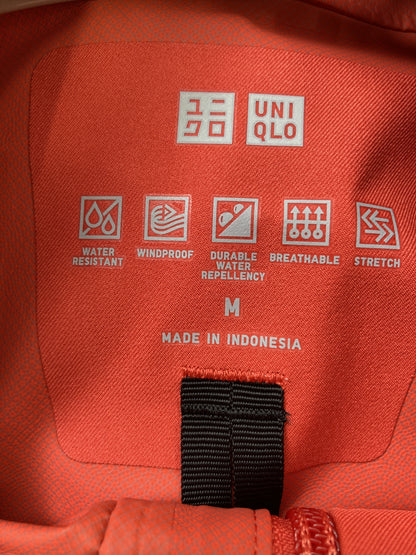 ユニ
クロ
UNI
QLO
WATER
RESISTANT
WINDPROOF
DURABLE
WATER
REPELLENCY
BREATHABLE
STRETCH
M
MADE IN INDONESIA